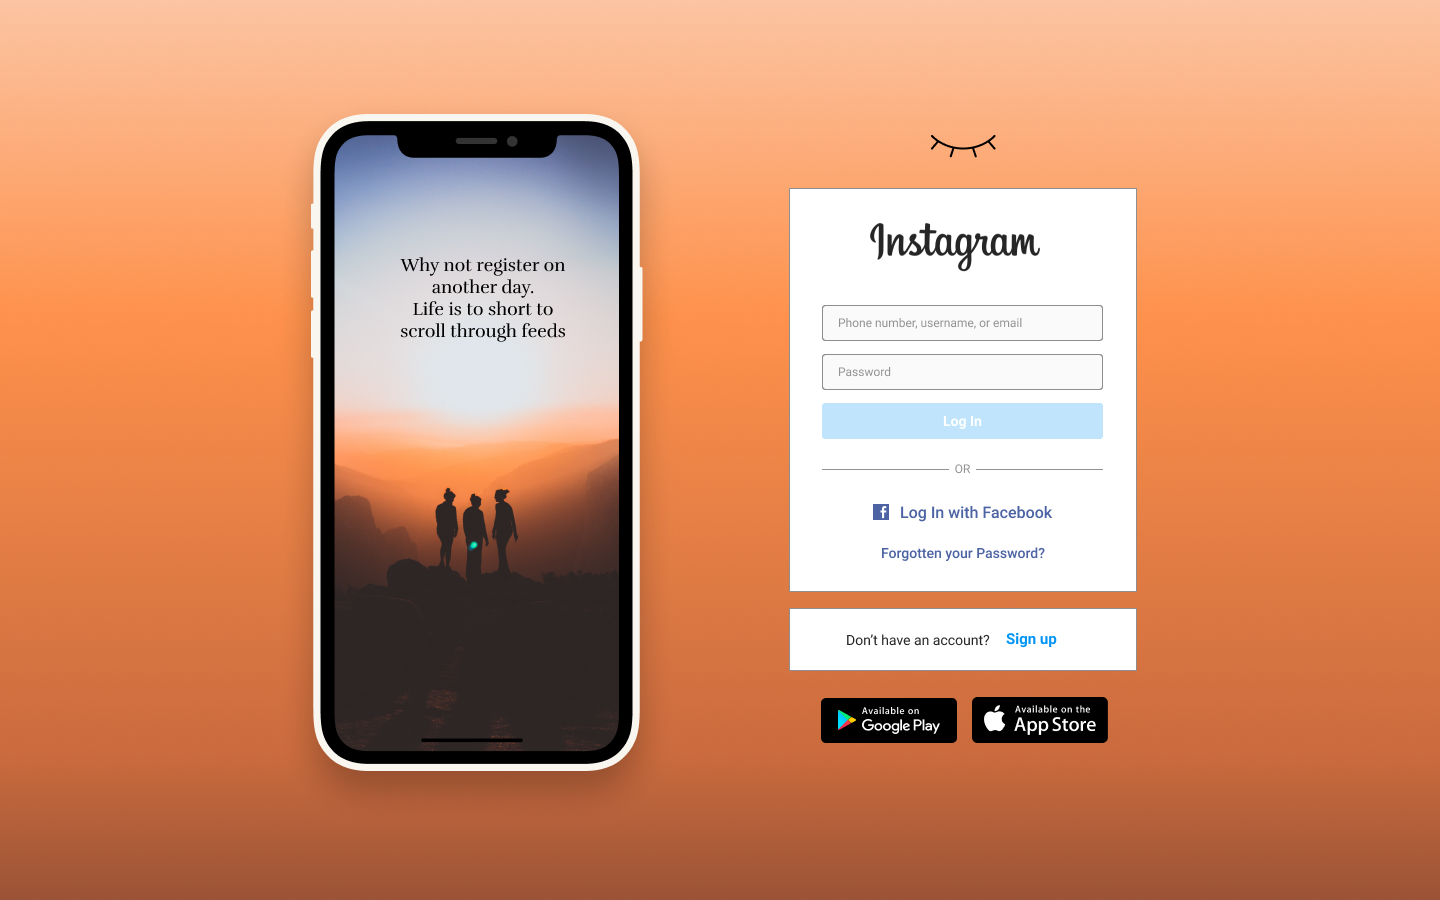 Why not register on
another day.
Life is to short to
scroll through feeds
Instagram
Phone number, username, or email
Password
Log In
OR
Log In with Facebook
Forgotten your Password?
Don't have an account? Sign up
Available on
Google Play
Available on the
App Store